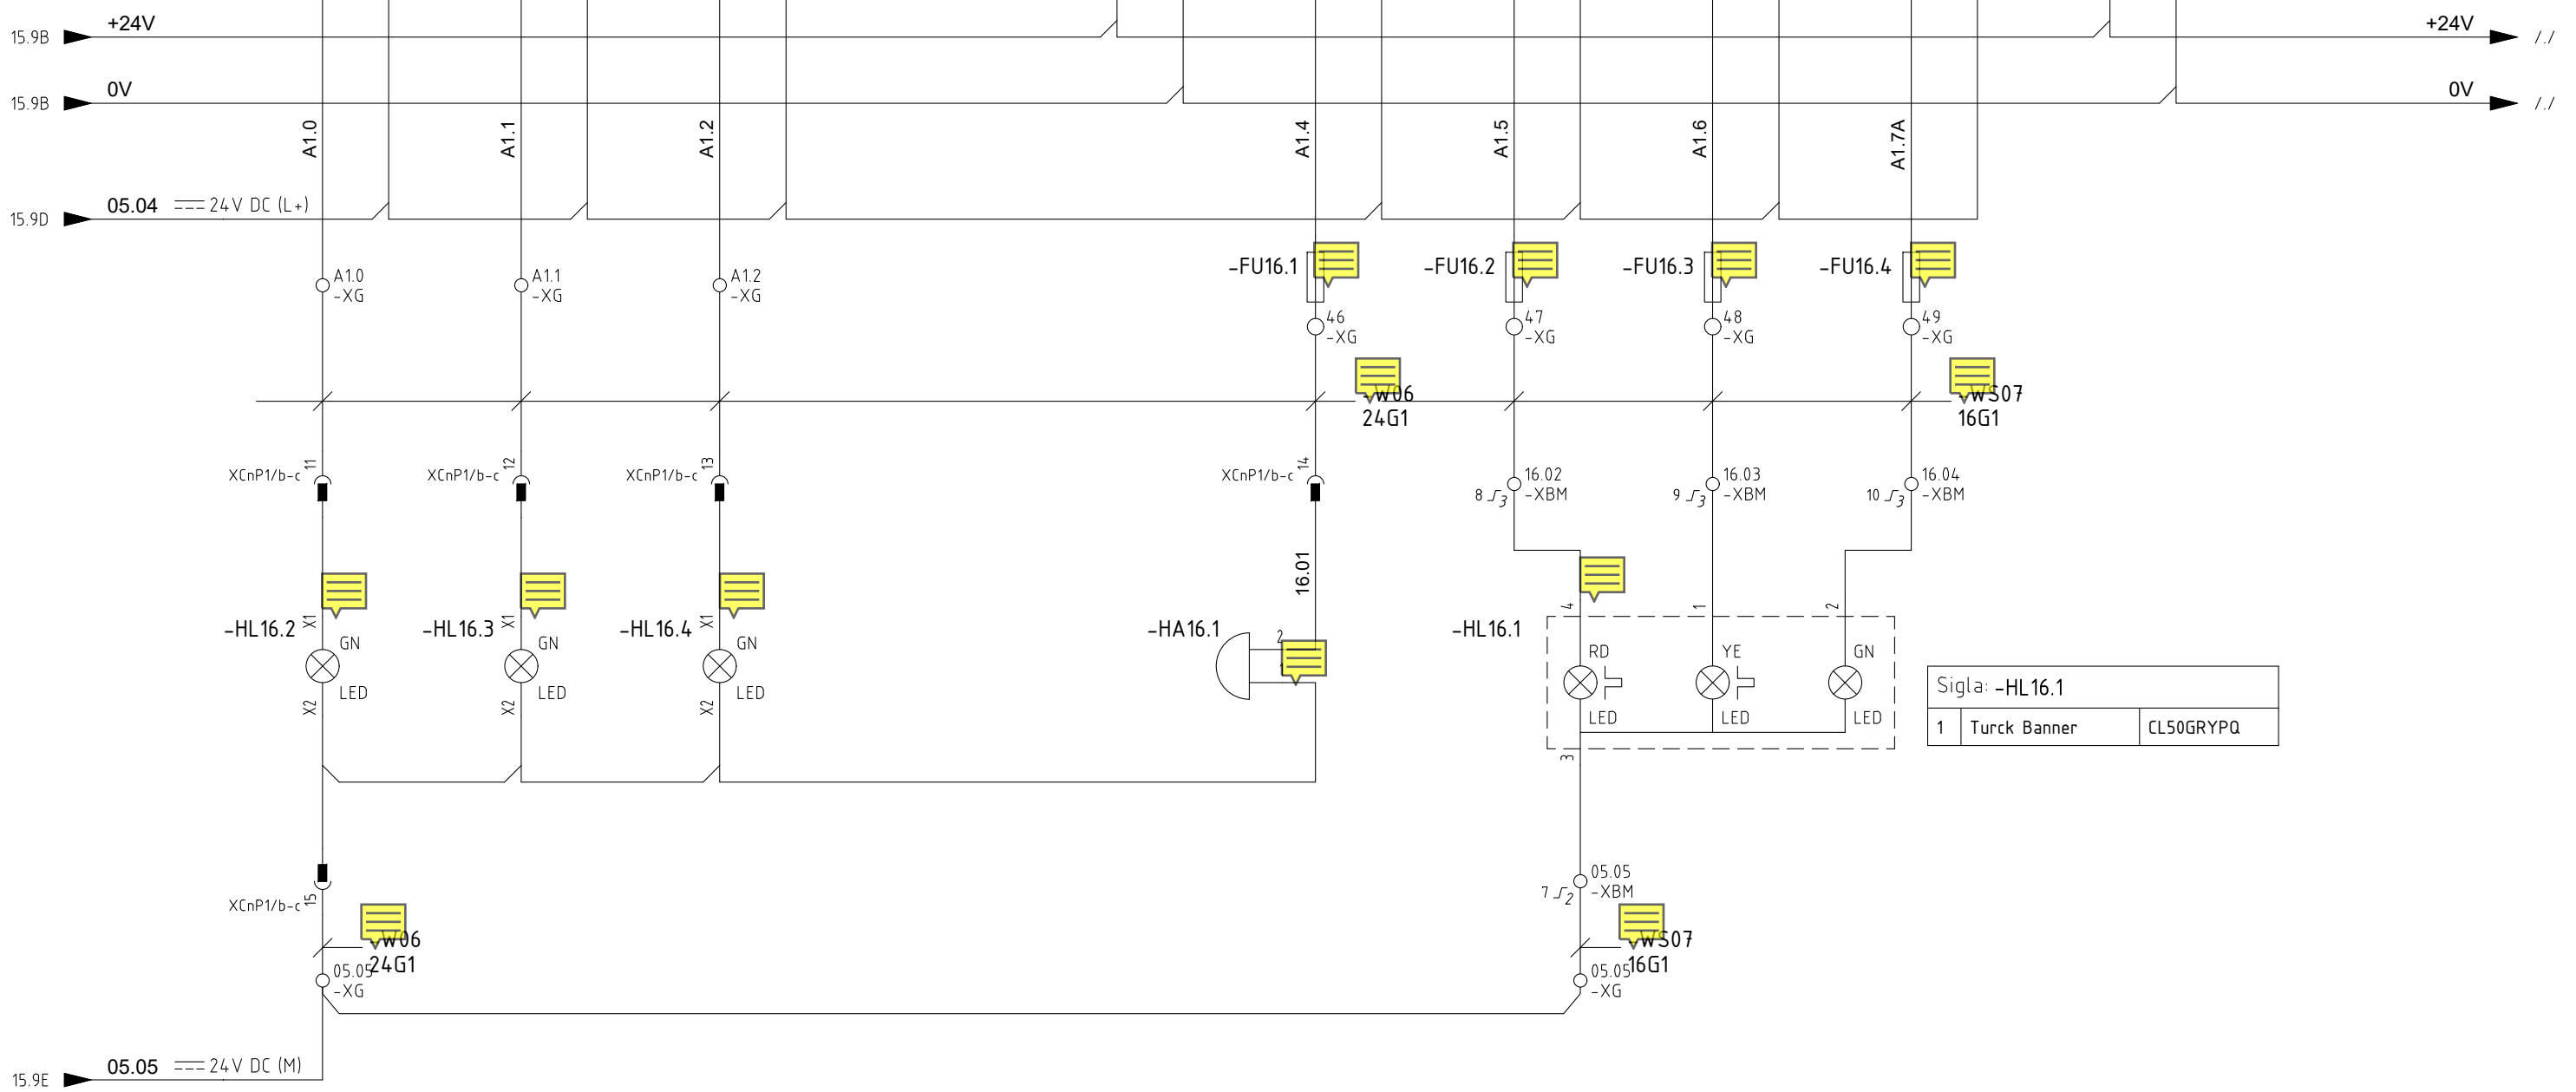 15.9B +24V +24V /./
15.9B 0V 0V /./
A1.0 A1.1 A1.2 A1.4 A1.5 A1.6 A1.7A
15.9D 05.04 24V DC (L+)
-FU16.1 -FU16.2 -FU16.3 -FU16.4
A1.0 A1.1 A1.2
-XG -XG -XG
46 47 48 49
-XG -XG -XG -XG
-W06 -WS07
24G1 16G1
XCnP1/b-c 11 XCnP1/b-c 12 XCnP1/b-c 13 XCnP1/b-c 14
16.02 16.03 16.04
8 3 -XBM 9 3 -XBM 10 3 -XBM
16.01
4 1 2
-HL16.2 X1 -HL16.3 X1 -HL16.4 X1 -HA16.1 2 -HL16.1
GN GN GN RD YE GN
LED LED LED LED LED LED
X2 X2 X2
Sigla: -HL16.1
1 Turck Banner CL50GRYPQ
3
05.05
7 2 -XBM
XCnP1/b-c 15
-W06 -WS07
24G1 16G1
05.05 05.05
-XG -XG
15.9E 05.05 24V DC (M)